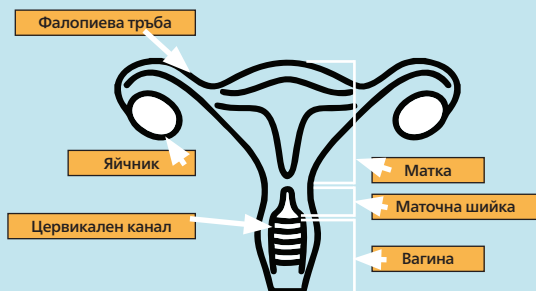 Фалопиева тръба
Яйчник
Матка
Маточна шийка
Цервикален канал
Вагина